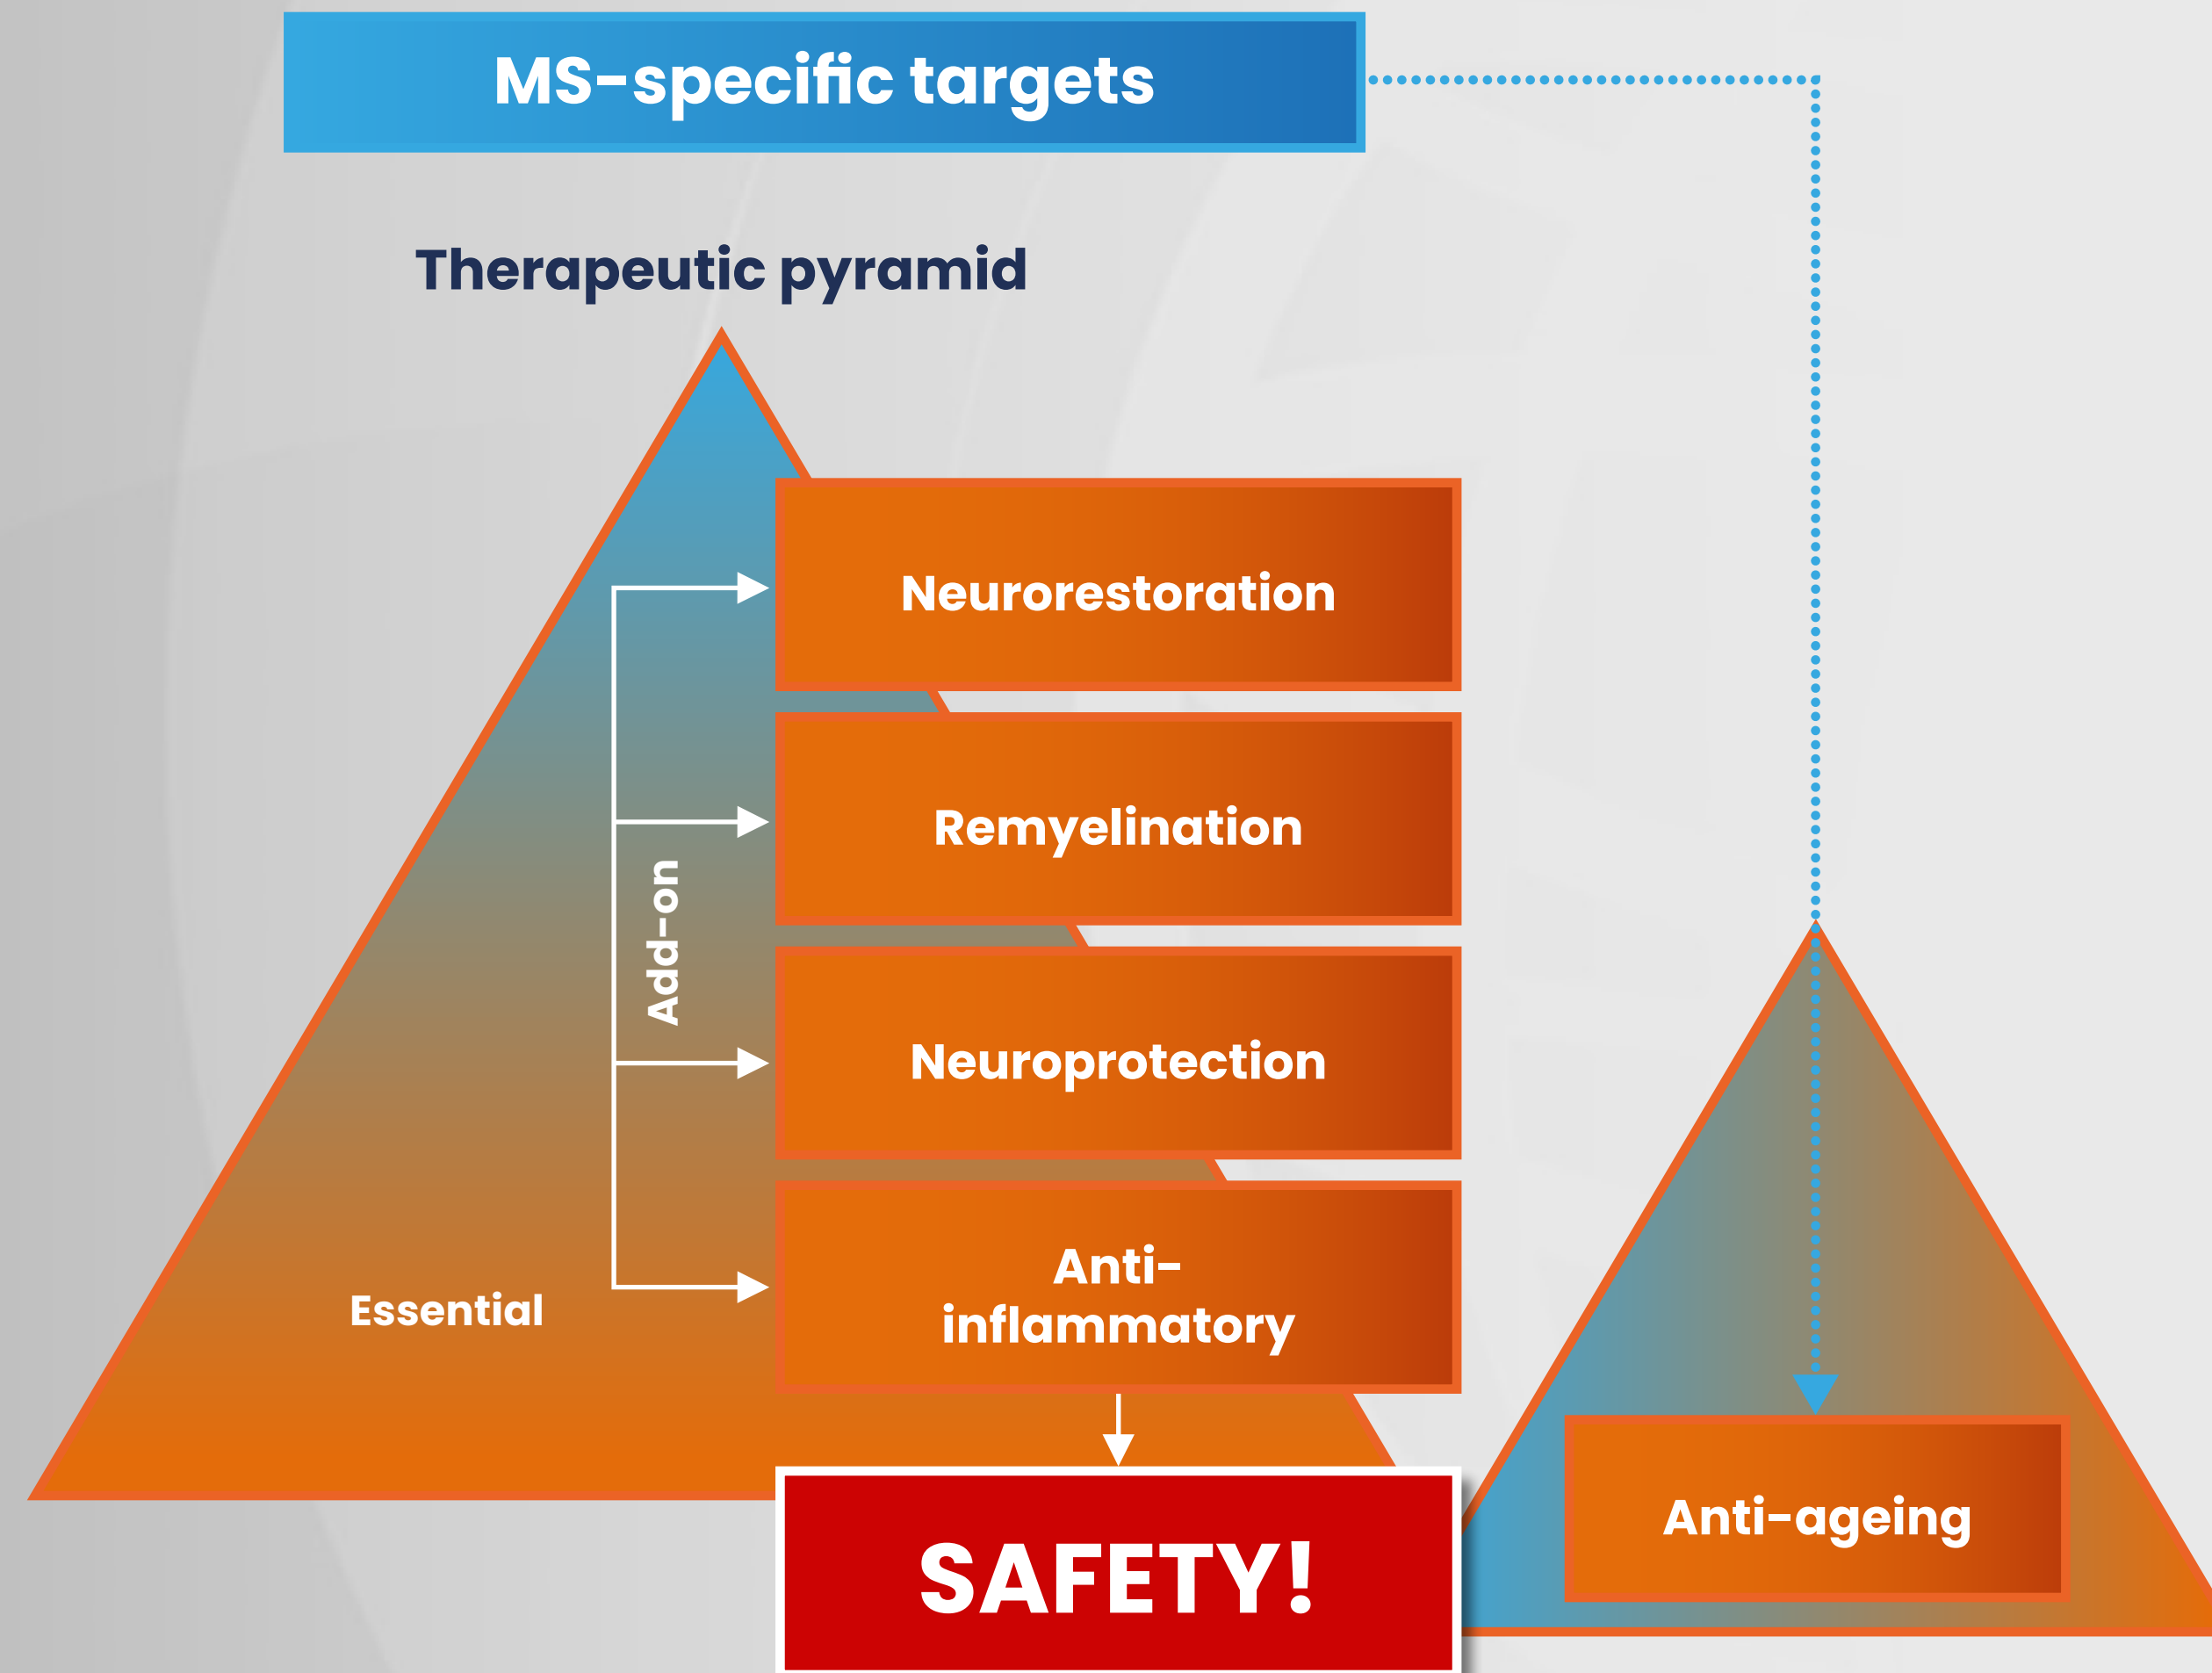 MS-specific targets
Therapeutic pyramid
Neurorestoration
Remyelination
Add-on
Neuroprotection
Anti-
inflammatory
Essential
Anti-ageing
SAFETY!